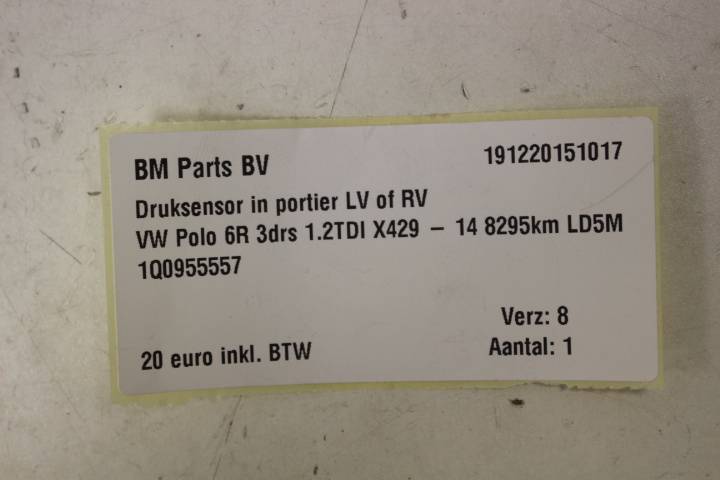 BM Parts BV 191220151017
Druksensor in portier LV of RV
VW Polo 6R 3drs 1.2TDI X429 – 14 8295km LD5M
1Q0955557
Verz: 8
20 euro inkl. BTW Aantal: 1